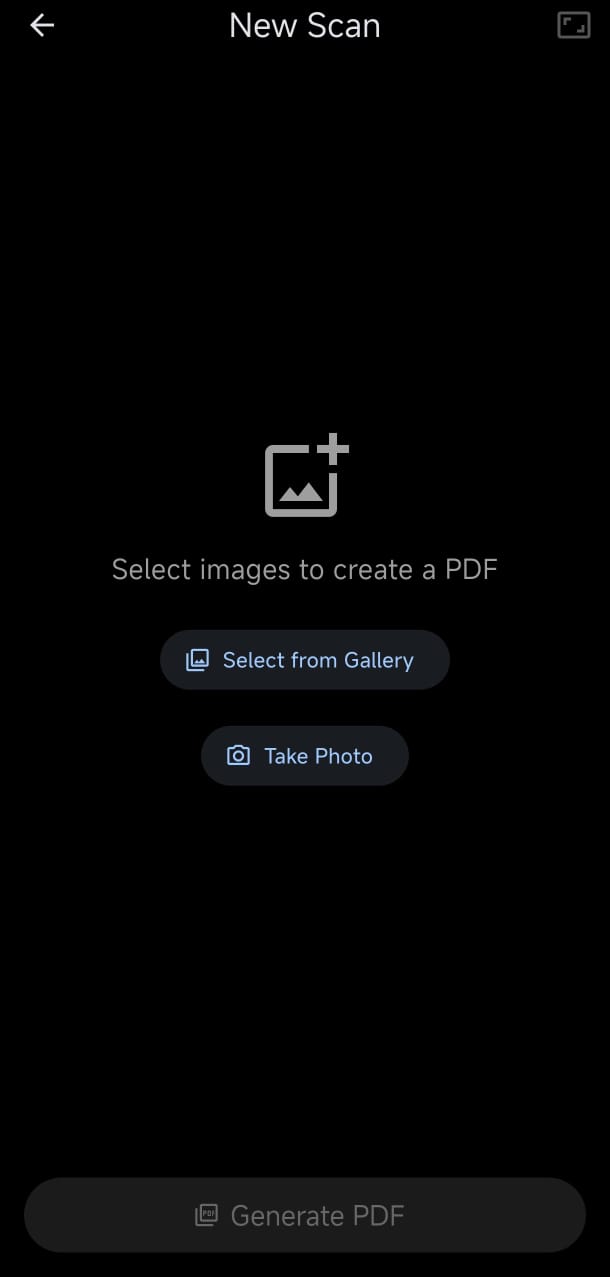 New Scan
Select images to create a PDF
Select from Gallery
Take Photo
PDF Generate PDF